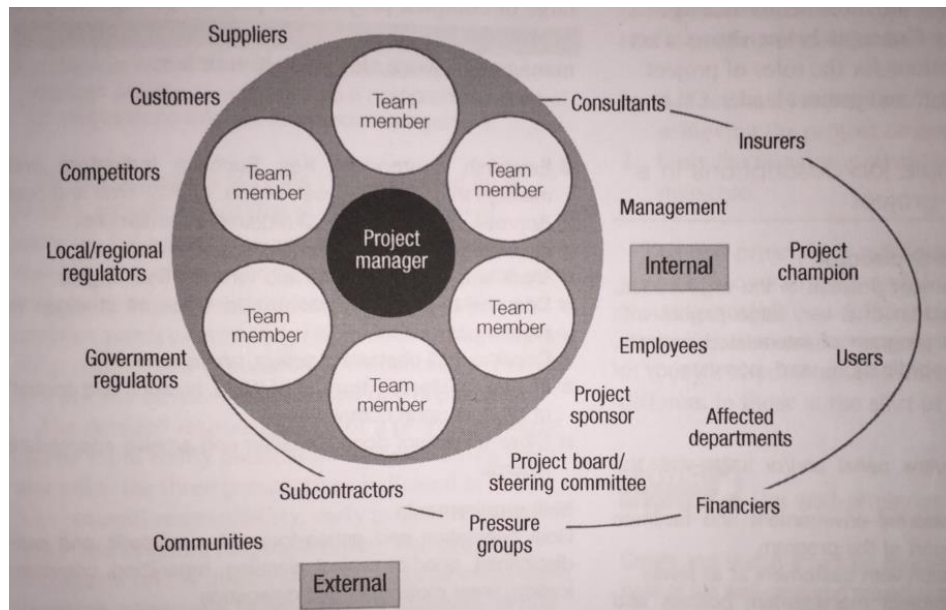 Suppliers
Customers
Competitors
Local/regional
regulators
Government
regulators
Subcontractors
Communities
External
Team
member
Team
member
Team
member
Project
manager
Team
member
Team
member
Team
member
Consultants
Insurers
Management
Internal
Project
champion
Employees
Users
Project
sponsor
Affected
departments
Project board/
steering committee
Financiers
Pressure
groups